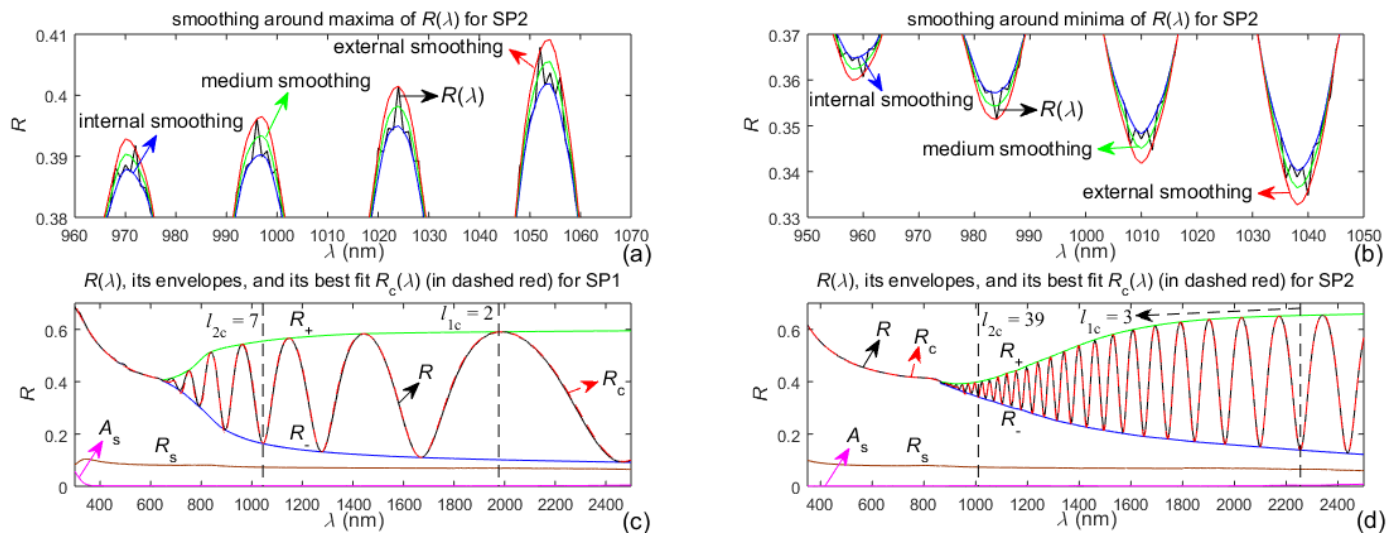 smoothing around maxima of R(λ) for SP2
0.41
0.4
0.39
0.38
R
external smoothing
medium smoothing
R(λ)
internal smoothing
960 970 980 990 1000 1010 1020 1030 1040 1050 1060 1070
λ (nm)
(a)
smoothing around minima of R(λ) for SP2
0.37
0.36
0.35
0.34
0.33
R
internal smoothing
R(λ)
medium smoothing
external smoothing
950 960 970 980 990 1000 1010 1020 1030 1040 1050
λ (nm)
(b)
R(λ), its envelopes, and its best fit Rc(λ) (in dashed red) for SP1
0.6
0.4
0.2
0
R
l2c = 7
R+
l1c = 2
R
Rc
R-
As
Rs
300 600 900 1200 1500 1800 2100 2400
λ (nm)
(c)
R(λ), its envelopes, and its best fit Rc(λ) (in dashed red) for SP2
0.6
0.4
0.2
0
R
l2c = 39
l1c = 3
R
Rc
R+
R-
As
Rs
400 600 800 1000 1200 1400 1600 1800 2000 2200 2400
λ (nm)
(d)